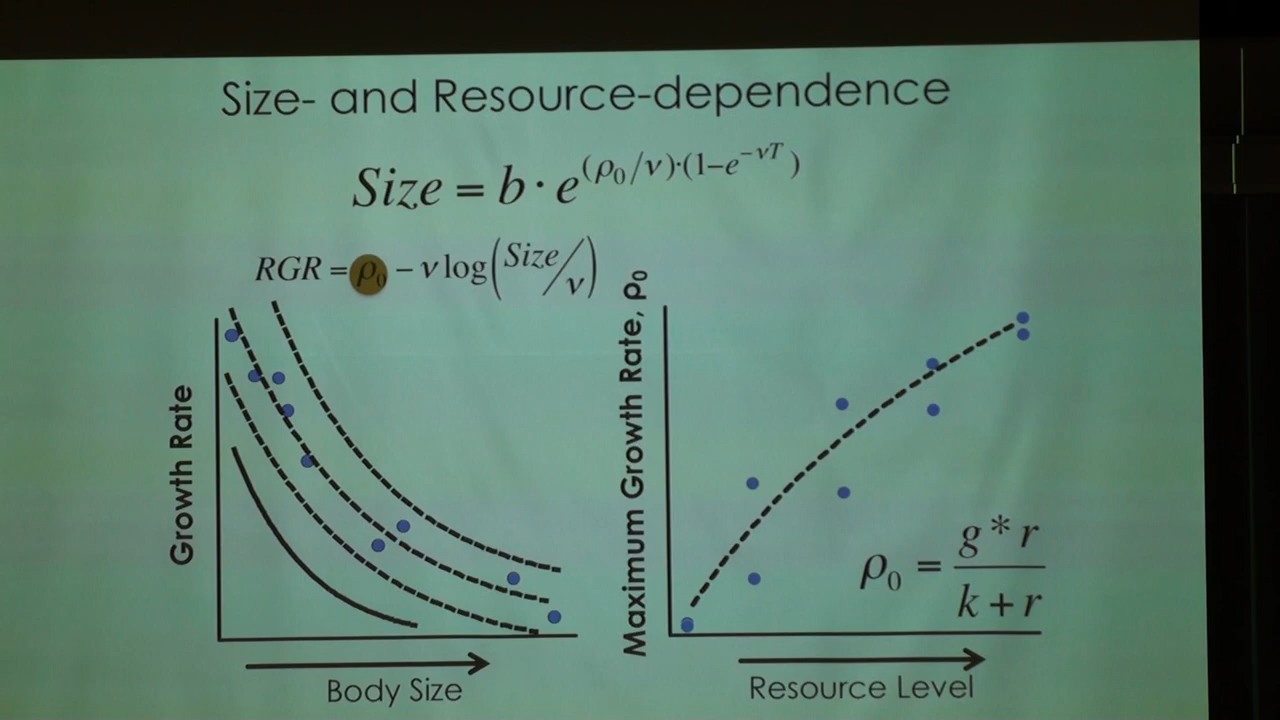 Size- and Resource-dependence
Size = b · e^{(ρ₀/ν)·(1−e^{−νT})}
RGR = ρ₀ − ν log(Size/ν)
Growth Rate
Body Size
Maximum Growth Rate, ρ₀
ρ₀ = g * r / k + r
Resource Level